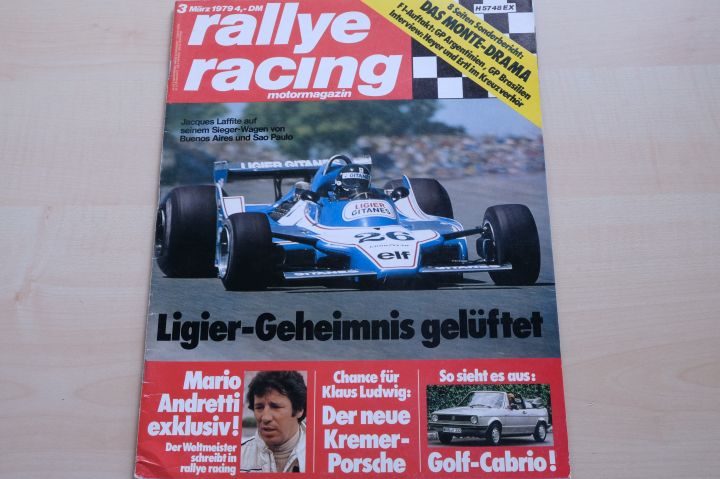 3 März 1979 4,- DM
rallye
racing
motormagazin
H 5748 EX
8 Seiten Sonderbericht:
DAS MONTE-DRAMA
F1-Auftakt: GP Argentinien, GP Brasilien
Interview: Heyer und Ertl im Kreuzverhör
Jacques Laffite auf
seinem Sieger-Wagen von
Buenos Aires und Sao Paulo
LIGIER GITANES
LIGIER
GITANES
26
elf
Ligier-Geheimnis gelüftet
Mario
Andretti
exklusiv!
Der Weltmeister
schreibt in
rallye racing
Chance für
Klaus Ludwig:
Der neue
Kremer-
Porsche
So sieht es aus:
Golf-Cabrio!